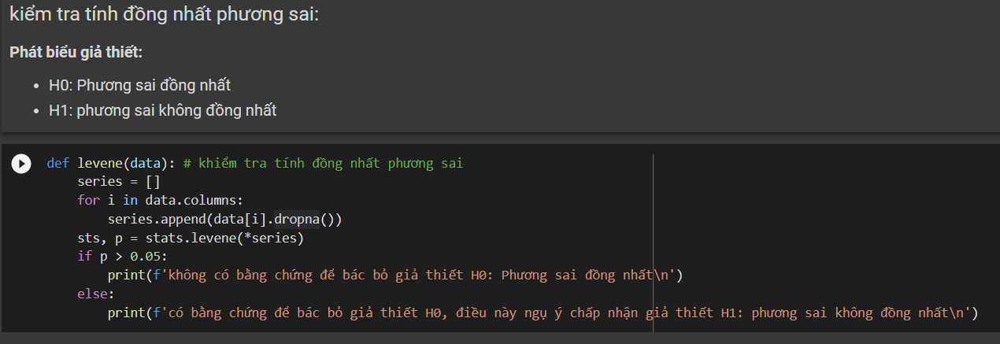 kiểm tra tính đồng nhất phương sai:
Phát biểu giả thiết:
• H0: Phương sai đồng nhất
• H1: phương sai không đồng nhất
def levene(data): # khiểm tra tính đồng nhất phương sai
    series = []
    for i in data.columns:
        series.append(data[i].dropna())
    sts, p = stats.levene(*series)
    if p > 0.05:
        print(f'không có bằng chứng để bác bỏ giả thiết H0: Phương sai đồng nhất\n')
    else:
        print(f'có bằng chứng để bác bỏ giả thiết H0, điều này ngụ ý chấp nhận giả thiết H1: phương sai không đồng nhất\n')